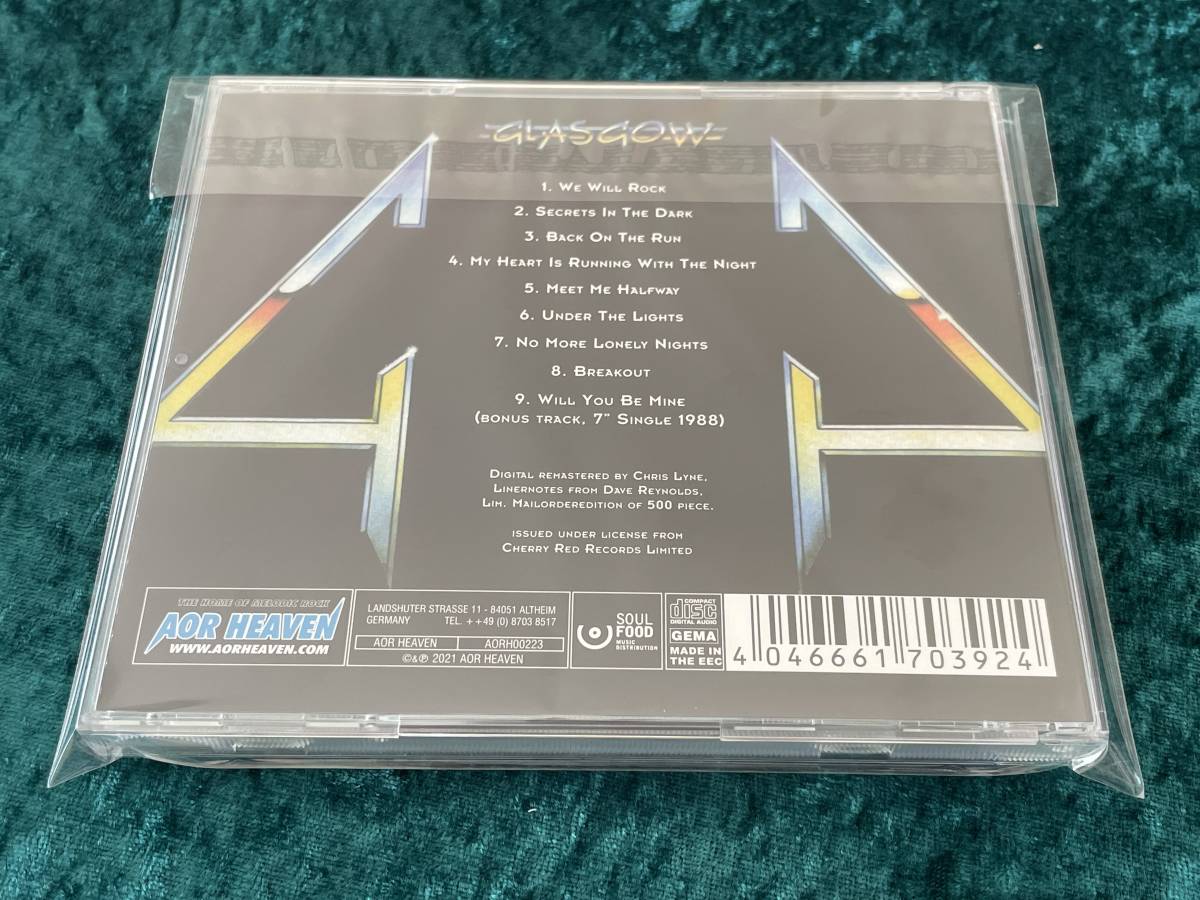 GLASGOW
1. We Will Rock
2. Secrets In The Dark
3. Back On The Run
4. My Heart Is Running With The Night
5. Meet Me Halfway
6. Under The Lights
7. No More Lonely Nights
8. Breakout
9. Will You Be Mine
(bonus track, 7” Single 1988)
Digital remastered by Chris Lyne,
Linernotes from Dave Reynolds,
Lim. Mailorderedition of 500 piece.
issued under license from
Cherry Red Records Limited
THE HOME OF MELODIC ROCK
AOR HEAVEN
WWW.AORHEAVEN.COM
LANDSHUTER STRASSE 11 - 84051 ALTHEIM
GERMANY TEL. ++49 (0) 8703 8517
AOR HEAVEN AORH00223
©&℗ 2021 AOR HEAVEN
SOUL
FOOD
MUSIC
DISTRIBUTION
COMPACT
disc
DIGITAL AUDIO
GEMA
MADE IN
THE EEC
4 046661 703924